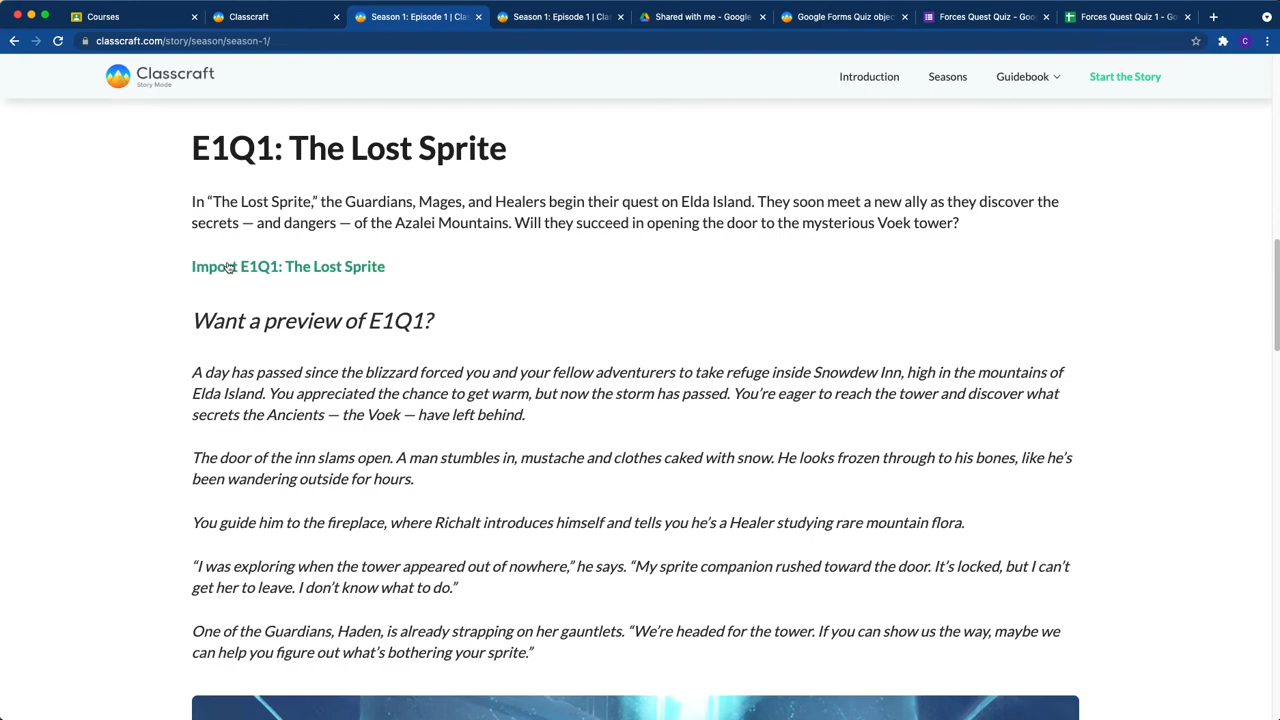 Courses
Classcraft
Season 1: Episode 1 | Clas
Season 1: Episode 1 | Clas
Shared with me - Google
Google Forms Quiz objec
Forces Quest Quiz - Goo
Forces Quest Quiz 1 - Go
classcraft.com/story/season/season-1/
C
Classcraft
Story Mode
Introduction
Seasons
Guidebook
Start the Story
E1Q1: The Lost Sprite
In “The Lost Sprite,” the Guardians, Mages, and Healers begin their quest on Elda Island. They soon meet a new ally as they discover the
secrets — and dangers — of the Azalei Mountains. Will they succeed in opening the door to the mysterious Voek tower?
Import E1Q1: The Lost Sprite
Want a preview of E1Q1?
A day has passed since the blizzard forced you and your fellow adventurers to take refuge inside Snowdew Inn, high in the mountains of
Elda Island. You appreciated the chance to get warm, but now the storm has passed. You’re eager to reach the tower and discover what
secrets the Ancients — the Voek — have left behind.
The door of the inn slams open. A man stumbles in, mustache and clothes caked with snow. He looks frozen through to his bones, like he’s
been wandering outside for hours.
You guide him to the fireplace, where Richalt introduces himself and tells you he’s a Healer studying rare mountain flora.
“I was exploring when the tower appeared out of nowhere,” he says. “My sprite companion rushed toward the door. It’s locked, but I can’t
get her to leave. I don’t know what to do.”
One of the Guardians, Haden, is already strapping on her gauntlets. “We’re headed for the tower. If you can show us the way, maybe we
can help you figure out what’s bothering your sprite.”